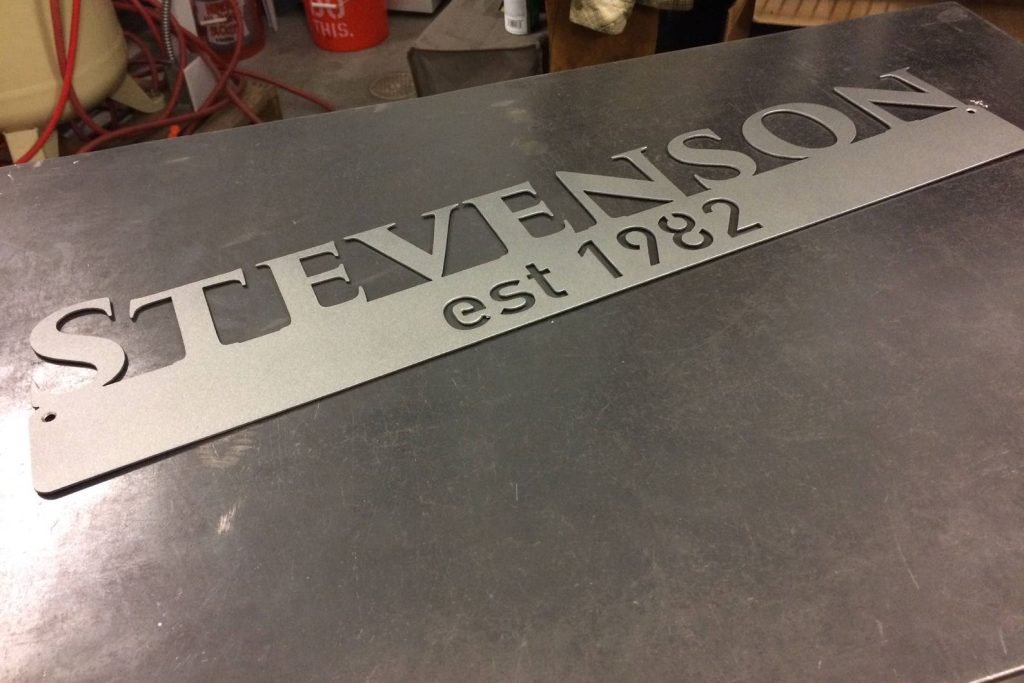 STEVENSON
est 1982
THIS.